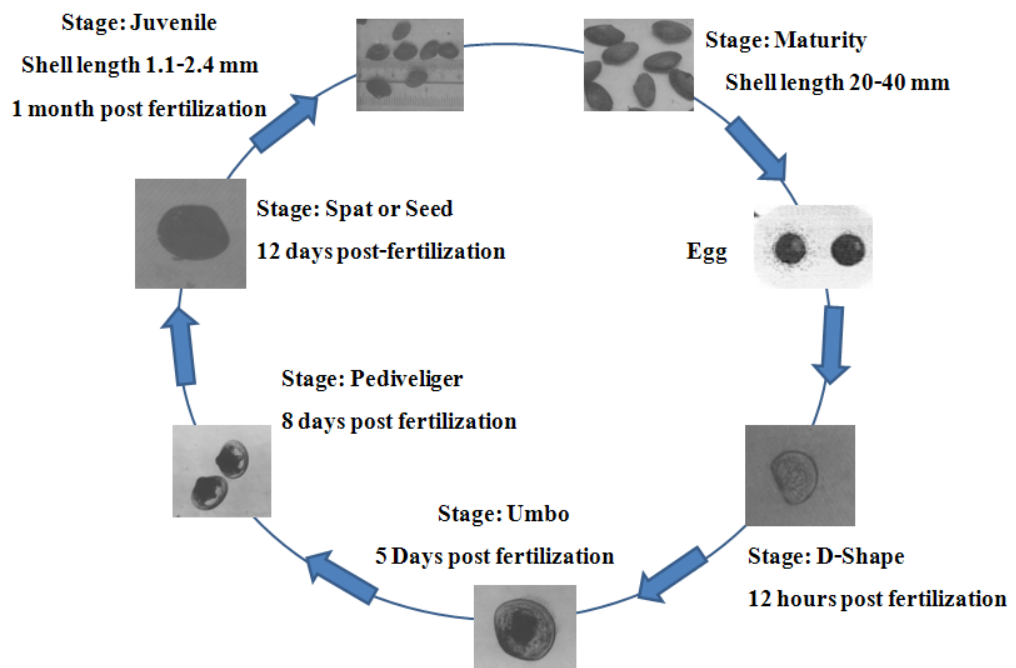 Stage: Juvenile
Shell length 1.1-2.4 mm
1 month post fertilization
Stage: Maturity
Shell length 20-40 mm
Egg
Stage: D-Shape
12 hours post fertilization
Stage: Umbo
5 Days post fertilization
Stage: Pediveliger
8 days post fertilization
Stage: Spat or Seed
12 days post-fertilization